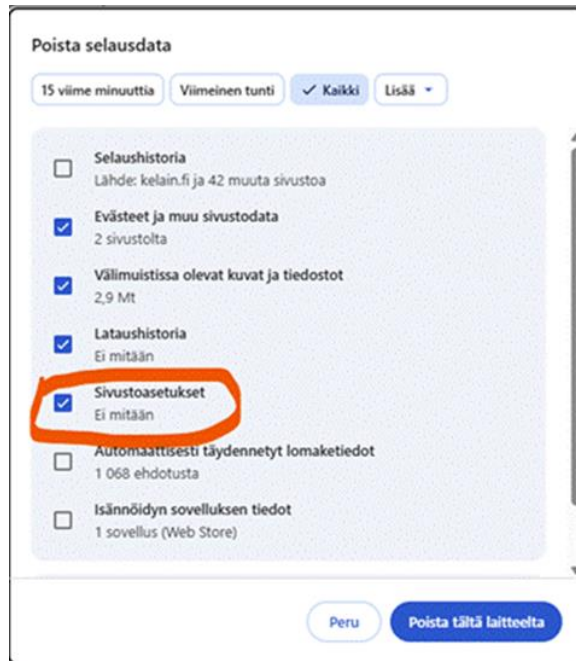 Poista selausdata
15 viime minuuttia Viimeinen tunti Kaikki Lisää
Selaushistoria
Lähde: kelain.fi ja 42 muuta sivustoa
Evästeet ja muu sivustodata
2 sivustolta
Välimuistissa olevat kuvat ja tiedostot
2,9 Mt
Lataushistoria
Ei mitään
Sivustoasetukset
Ei mitään
Automaattisesti täydennetyt lomaketiedot
1 068 ehdotusta
Isännöidyn sovelluksen tiedot
1 sovellus (Web Store)
Peru Poista tältä laitteelta